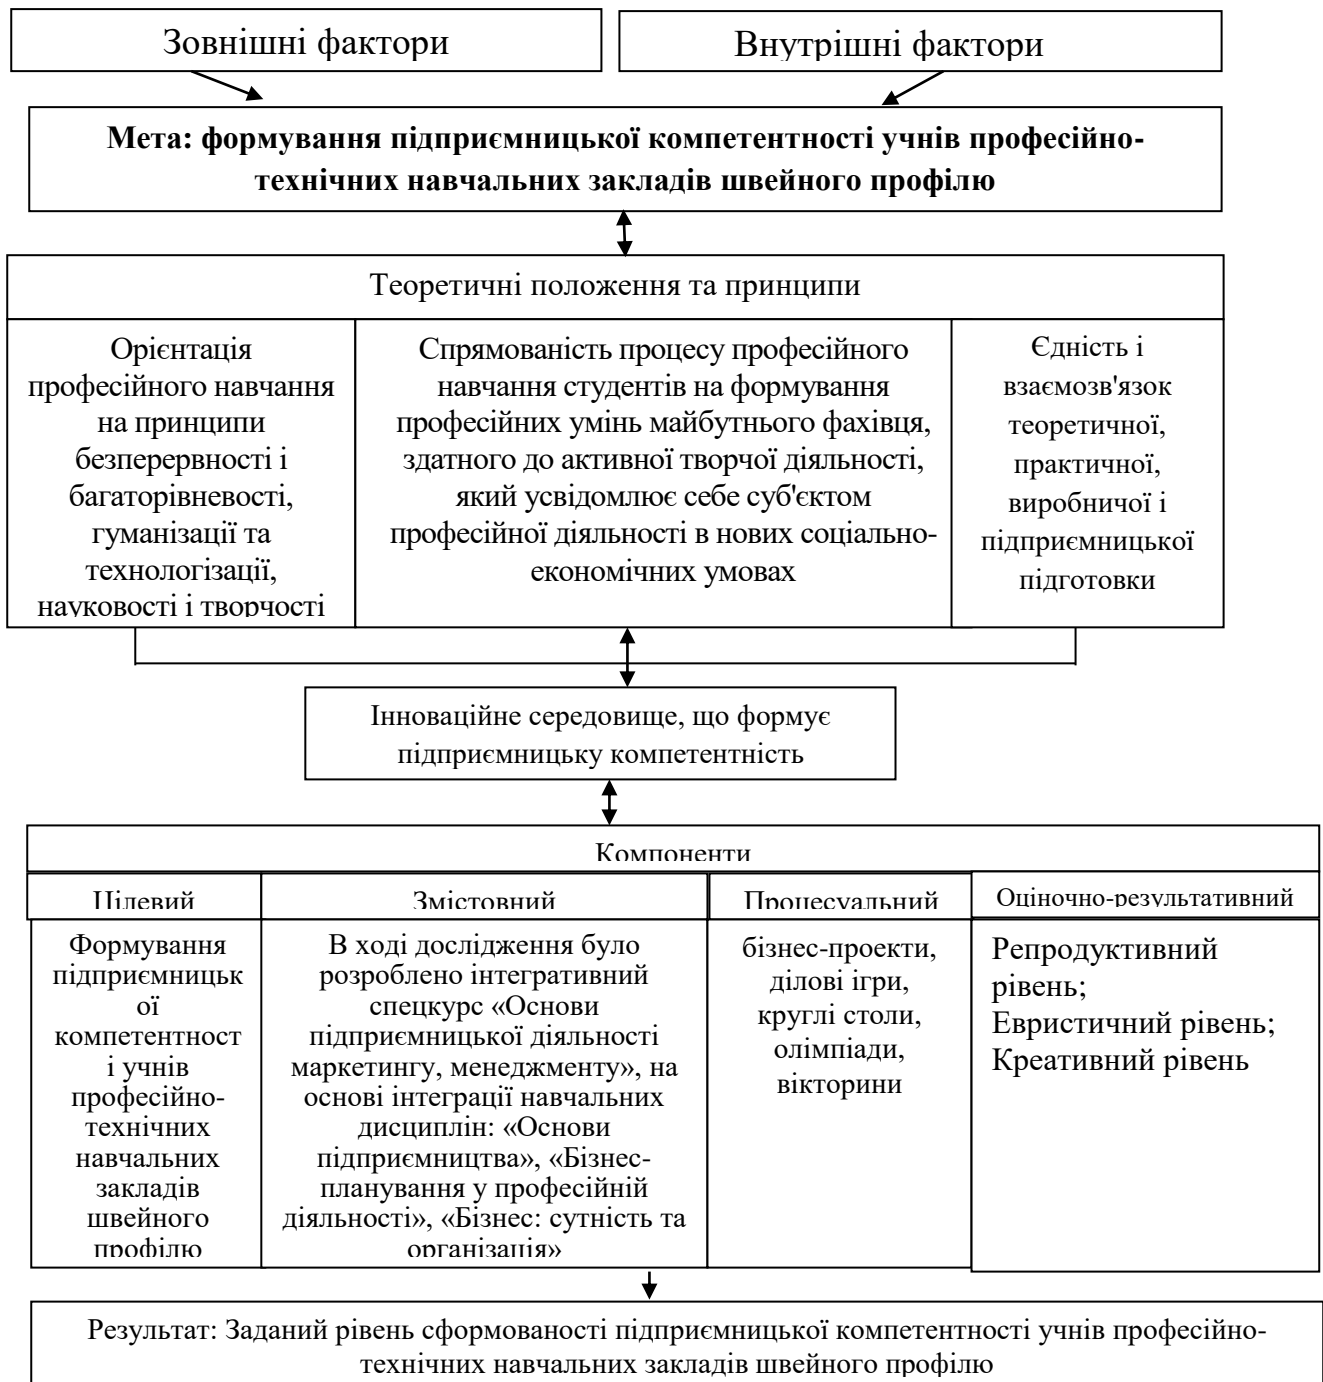 Зовнішні фактори
Внутрішні фактори
Мета: формування підприємницької компетентності учнів професійно-
технічних навчальних закладів швейного профілю
Теоретичні положення та принципи
Орієнтація
професійного навчання
на принципи
безперервності і
багаторівневості,
гуманізації та
технологізації,
науковості і творчості
Спрямованість процесу професійного
навчання студентів на формування
професійних умінь майбутнього фахівця,
здатного до активної творчої діяльності,
який усвідомлює себе суб'єктом
професійної діяльності в нових соціально-
економічних умовах
Єдність і
взаємозв'язок
теоретичної,
практичної,
виробничої і
підприємницької
підготовки
Інноваційне середовище, що формує
підприємницьку компетентність
Компоненти
Цілевий
Змістовний
Процесуальний
Оціночно-результативний
Формування
підприємницьк
ої
компетентност
і учнів
професійно-
технічних
навчальних
закладів
швейного
профілю
В ході дослідження було
розроблено інтегративний
спецкурс «Основи
підприємницької діяльності
маркетингу, менеджменту», на
основі інтеграції навчальних
дисциплін: «Основи
підприємництва», «Бізнес-
планування у професійній
діяльності», «Бізнес: сутність та
організація»
бізнес-проекти,
ділові ігри,
круглі столи,
олімпіади,
вікторини
Репродуктивний
рівень;
Евристичний рівень;
Креативний рівень
Результат: Заданий рівень сформованості підприємницької компетентності учнів професійно-
технічних навчальних закладів швейного профілю